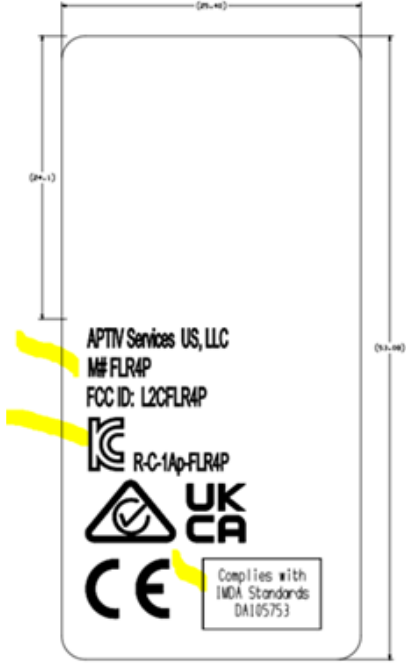 (25.40)
(24.1)
(53.00)
APTIV Services US, LLC
M# FLR4P
FCC ID: L2CFLR4P
R-C-1Ap-FLR4P
UK
CA
CE
Complies with
IMDA Standards
DA105753